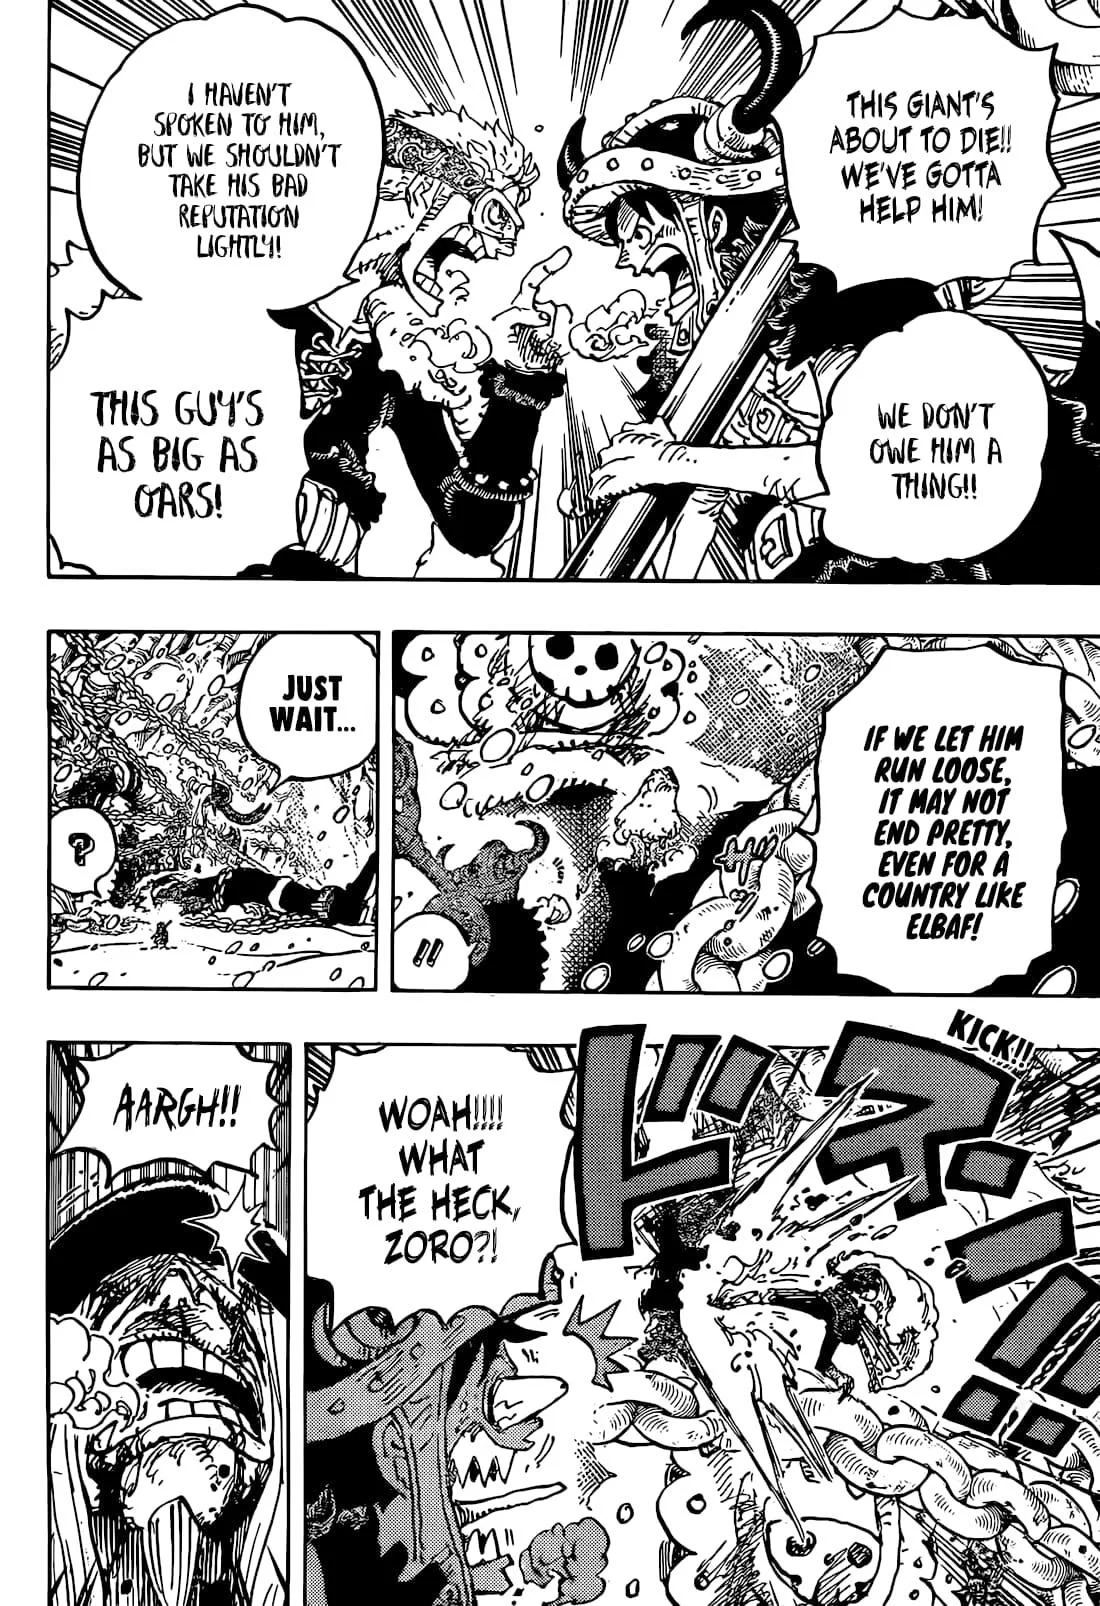 THIS GIANT'S
ABOUT TO DIE!!
WE'VE GOTTA
HELP HIM!
WE DON'T
OWE HIM A
THING!!
I HAVEN'T
SPOKEN TO HIM,
BUT WE SHOULDN'T
TAKE HIS BAD
REPUTATION
LIGHTLY!
THIS GUY'S
AS BIG AS
OARS!
IF WE LET HIM
RUN LOOSE,
IT MAY NOT
END PRETTY,
EVEN FOR A
COUNTRY LIKE
ELBAF!
!!
JUST
WAIT...
?
KICK!!
ドネン!!
WOAH!!!!
WHAT
THE HECK,
ZORO?!
AARGH!!